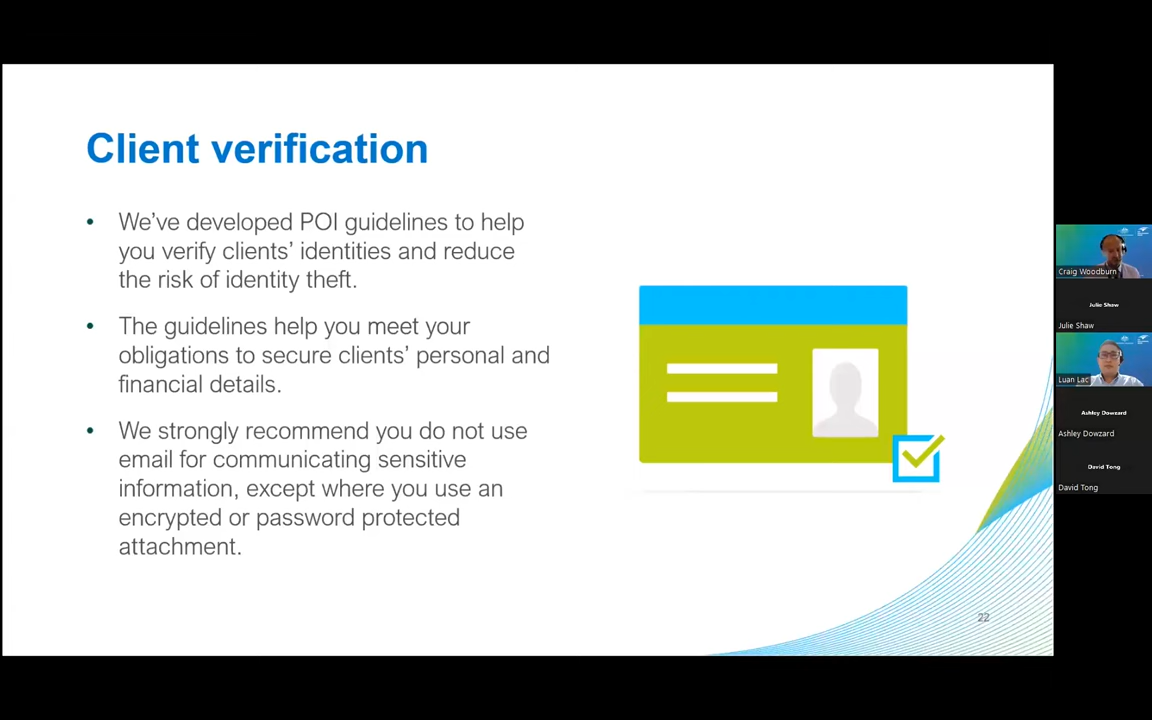 Client verification
• We’ve developed POI guidelines to help
you verify clients’ identities and reduce
the risk of identity theft.
• The guidelines help you meet your
obligations to secure clients’ personal and
financial details.
• We strongly recommend you do not use
email for communicating sensitive
information, except where you use an
encrypted or password protected
attachment.
22
Craig Woodburn
Julie Shaw
Julie Shaw
Luan Lac
Ashley Dowzard
Ashley Dowzard
David Tong
David Tong